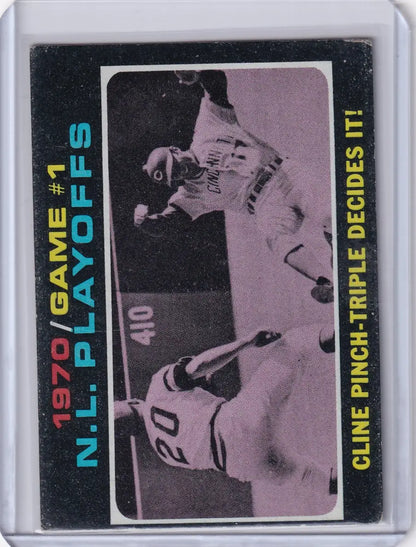 1970/GAME #1
N.L. PLAYOFFS
410
CINCINNATI
20
CLINE PINCH-TRIPLE DECIDES IT!